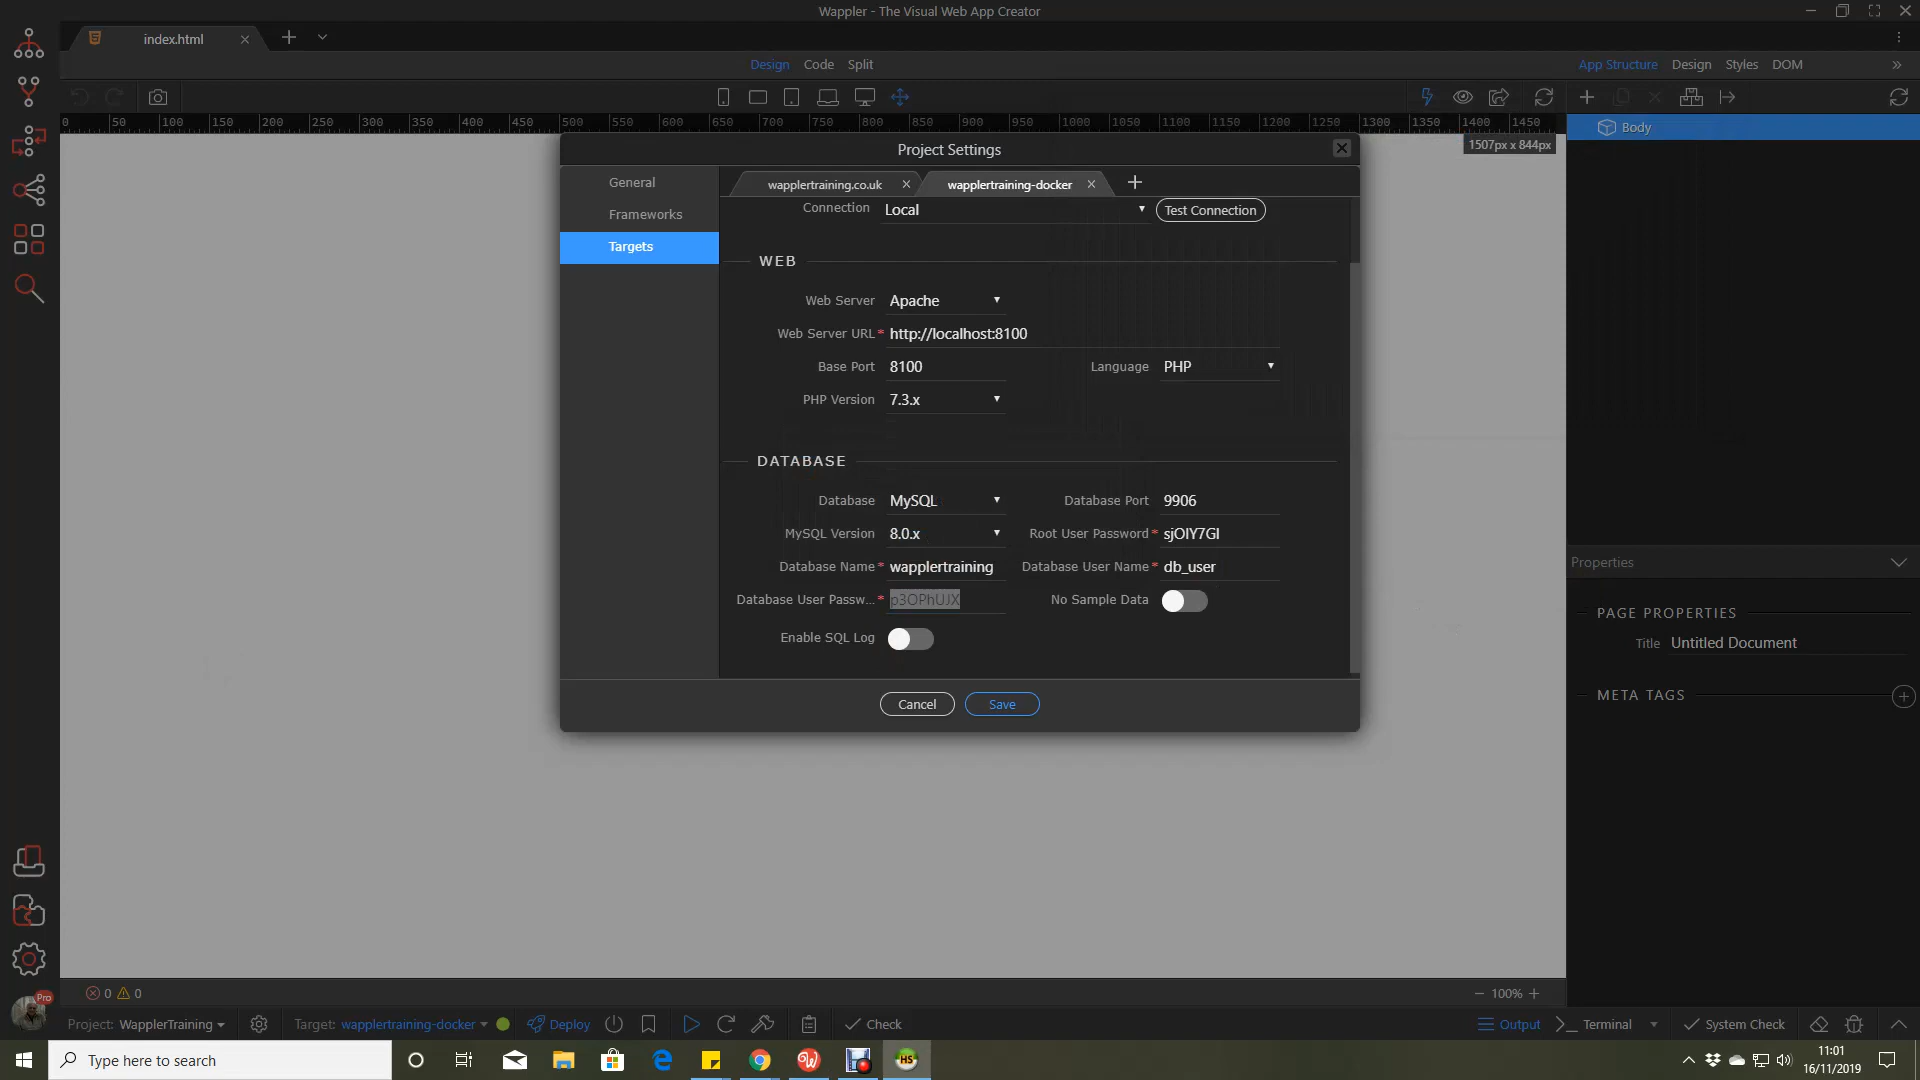 Wappler - The Visual Web App Creator
index.html
Design Code Split
App Structure Design Styles DOM
0 50 100 150 200 250 300 350 400 450 500 550 600 650 700 750 800 850 900 950 1000 1050 1100 1150 1200 1250 1300 1350 1400 1450
Body
1507px x 844px
Project Settings
General
Frameworks
Targets
wapplertraining.co.uk
wapplertraining-docker
Connection Local Test Connection
WEB
Web Server Apache
Web Server URL * http://localhost:8100
Base Port 8100 Language PHP
PHP Version 7.3.x
DATABASE
Database MySQL Database Port 9906
MySQL Version 8.0.x Root User Password *
Database Name * wapplertraining Database User Name * db_user
Database User Passw... * No Sample Data
Enable SQL Log
Cancel Save
Properties
PAGE PROPERTIES
Title Untitled Document
META TAGS
0 0
100%
Pro
Project: WapplerTraining Target: wapplertraining-docker Deploy Check Output Terminal System Check
Type here to search
HS
11:01
16/11/2019